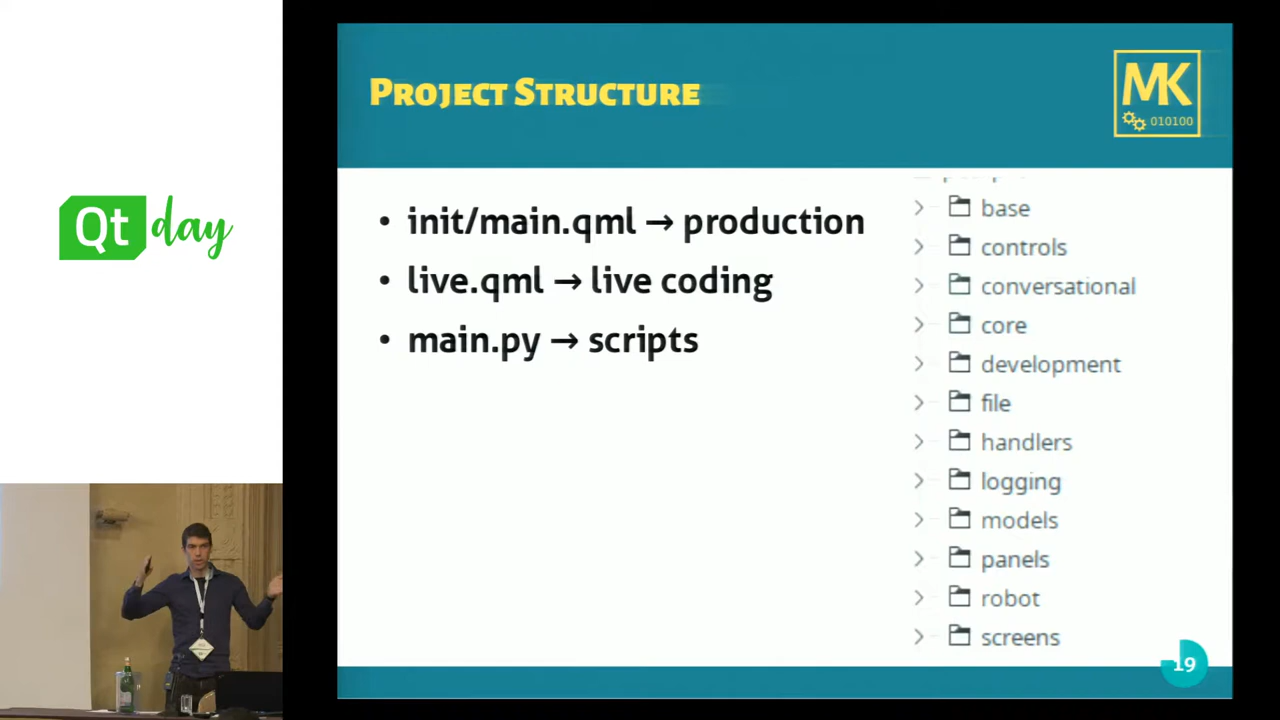 Qt day
PROJECT STRUCTURE
MK
010100
• init/main.qml → production
• live.qml → live coding
• main.py → scripts
base
controls
conversational
core
development
file
handlers
logging
models
panels
robot
screens
19